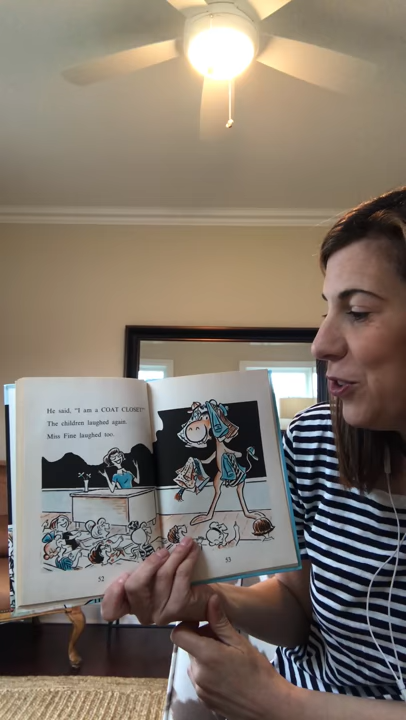 He said, "I am a COAT CLOSET!"
The children laughed again.
Miss Fine laughed too.
52
53